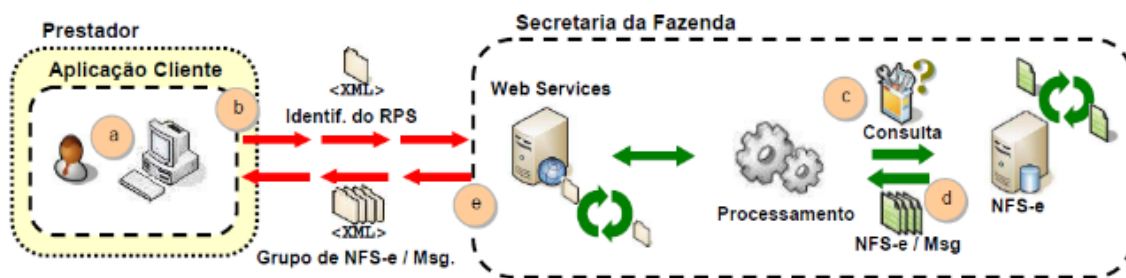 Prestador
Aplicação Cliente
a
b
<XML>
Identif. do RPS
<XML>
Grupo de NFS-e / Msg.
Secretaria da Fazenda
Web Services
e
Processamento
c
Consulta
d
NFS-e / Msg
NFS-e